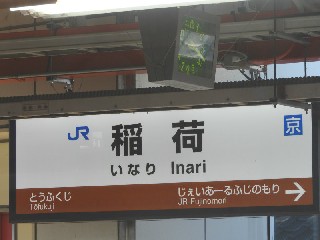 JR 稲荷 京
いなり Inari
とうふくじ じぇいあーるふじのもり
Tōfukuji JR Fujinomori